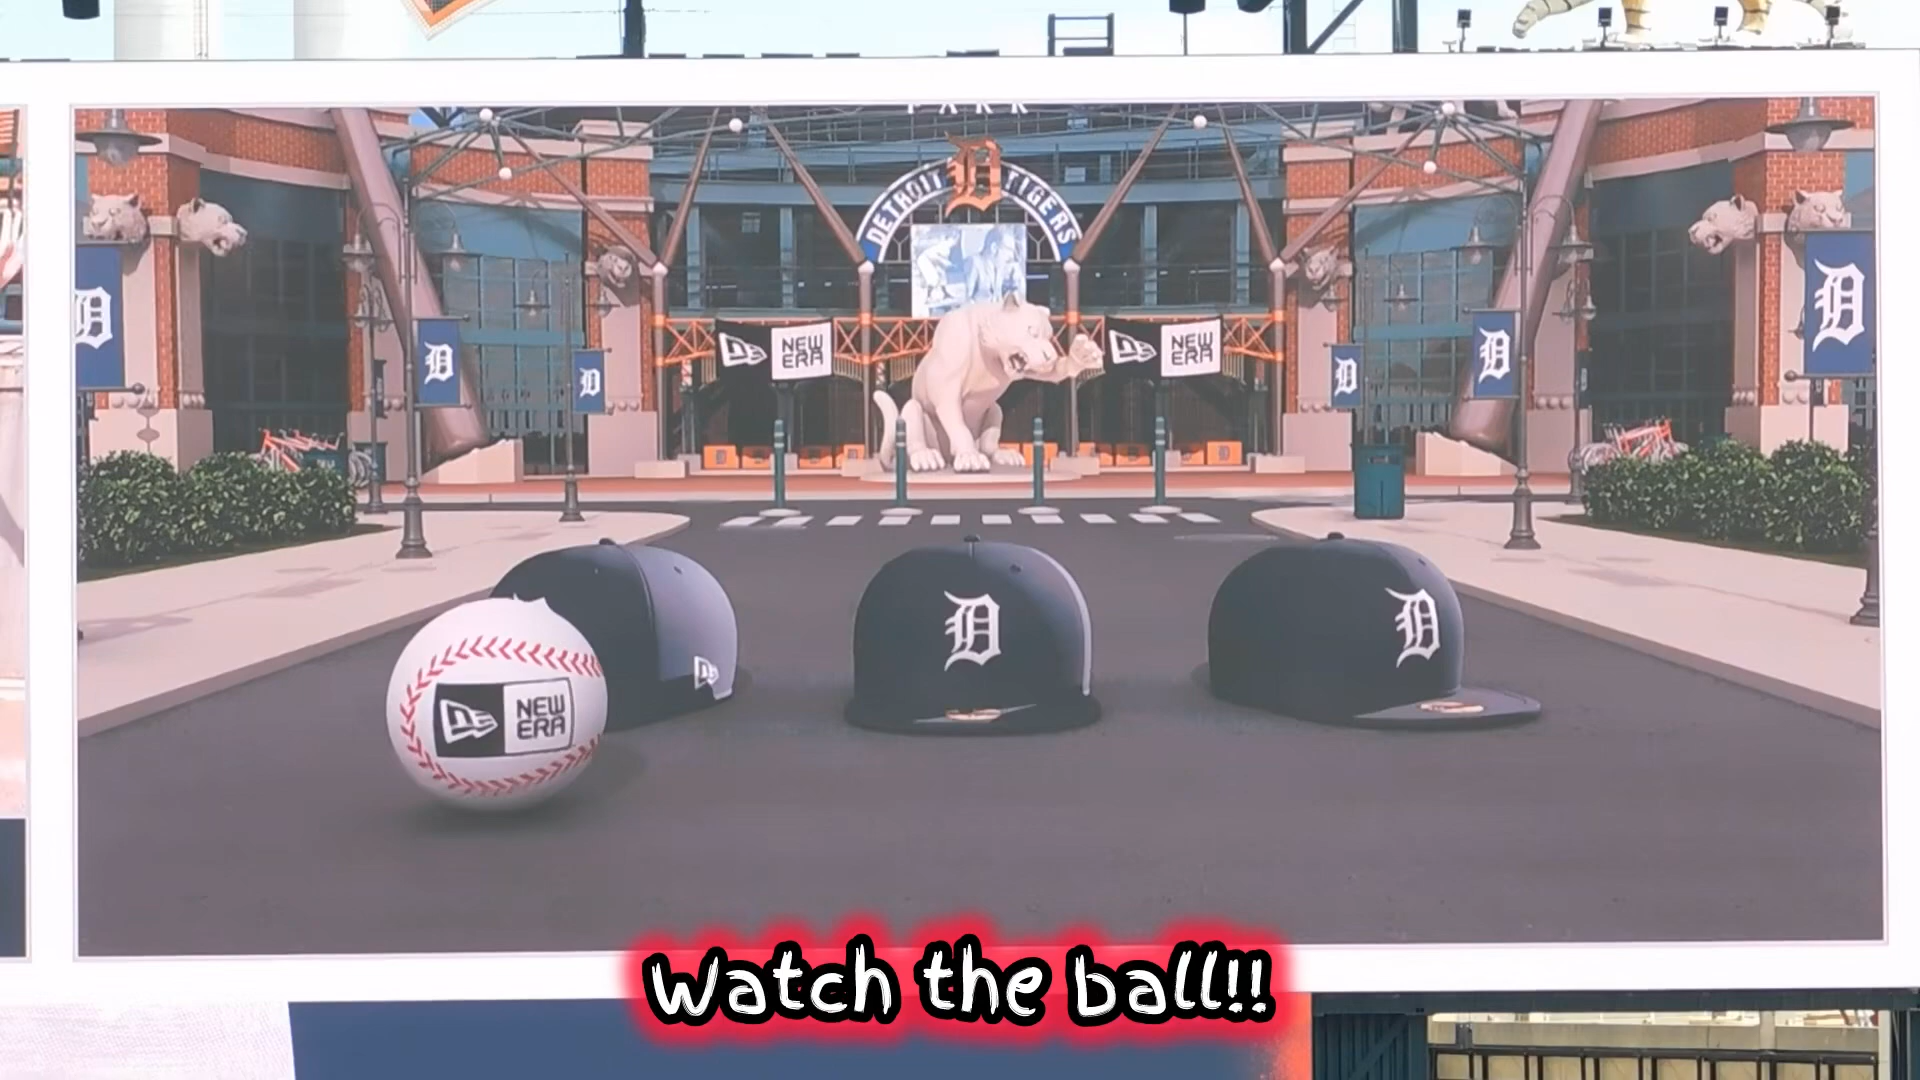 PARK
DETROIT D TIGERS
NEW
ERA
NEW
ERA
D
D
D
D
D
D
D
D
NEW
ERA
Watch the ball!!